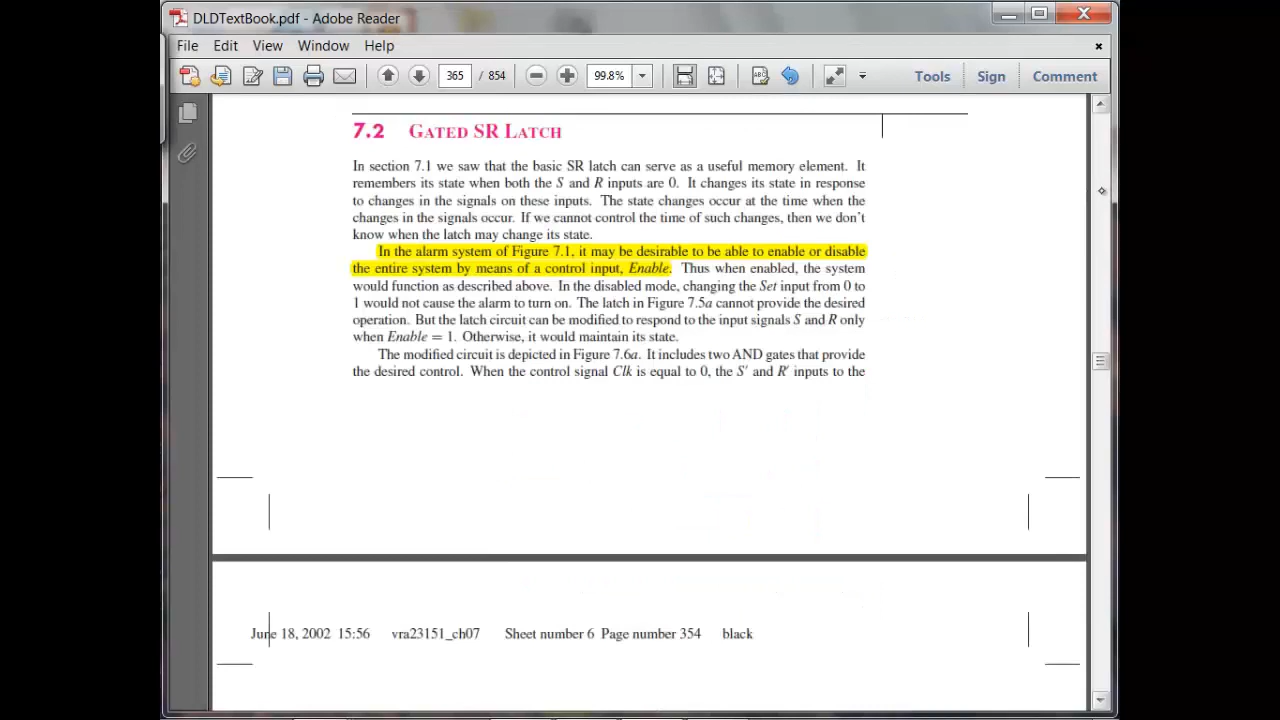 DLDTextBook.pdf - Adobe Reader
File Edit View Window Help
365 / 854 99.8% Tools Sign Comment
7.2 GATED SR LATCH
In section 7.1 we saw that the basic SR latch can serve as a useful memory element. It
remembers its state when both the S and R inputs are 0. It changes its state in response
to changes in the signals on these inputs. The state changes occur at the time when the
changes in the signals occur. If we cannot control the time of such changes, then we don't
know when the latch may change its state.
In the alarm system of Figure 7.1, it may be desirable to be able to enable or disable
the entire system by means of a control input, Enable. Thus when enabled, the system
would function as described above. In the disabled mode, changing the Set input from 0 to
1 would not cause the alarm to turn on. The latch in Figure 7.5a cannot provide the desired
operation. But the latch circuit can be modified to respond to the input signals S and R only
when Enable = 1. Otherwise, it would maintain its state.
The modified circuit is depicted in Figure 7.6a. It includes two AND gates that provide
the desired control. When the control signal Clk is equal to 0, the S′ and R′ inputs to the
June 18, 2002 15:56 vra23151_ch07 Sheet number 6 Page number 354 black